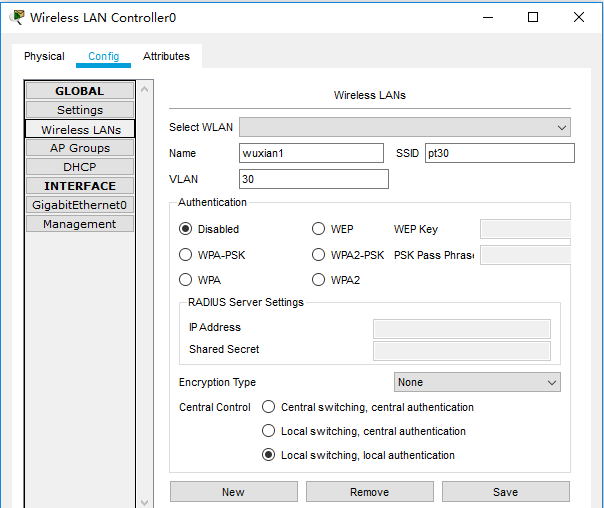 Wireless LAN Controller0
Physical Config Attributes
GLOBAL
Settings
Wireless LANs
AP Groups
DHCP
INTERFACE
GigabitEthernet0
Management
Wireless LANs
Select WLAN
Name wuxian1 SSID pt30
VLAN 30
Authentication
Disabled WEP WEP Key
WPA-PSK WPA2-PSK PSK Pass Phrase
WPA WPA2
RADIUS Server Settings
IP Address
Shared Secret
Encryption Type None
Central Control Central switching, central authentication
Local switching, central authentication
Local switching, local authentication
New Remove Save